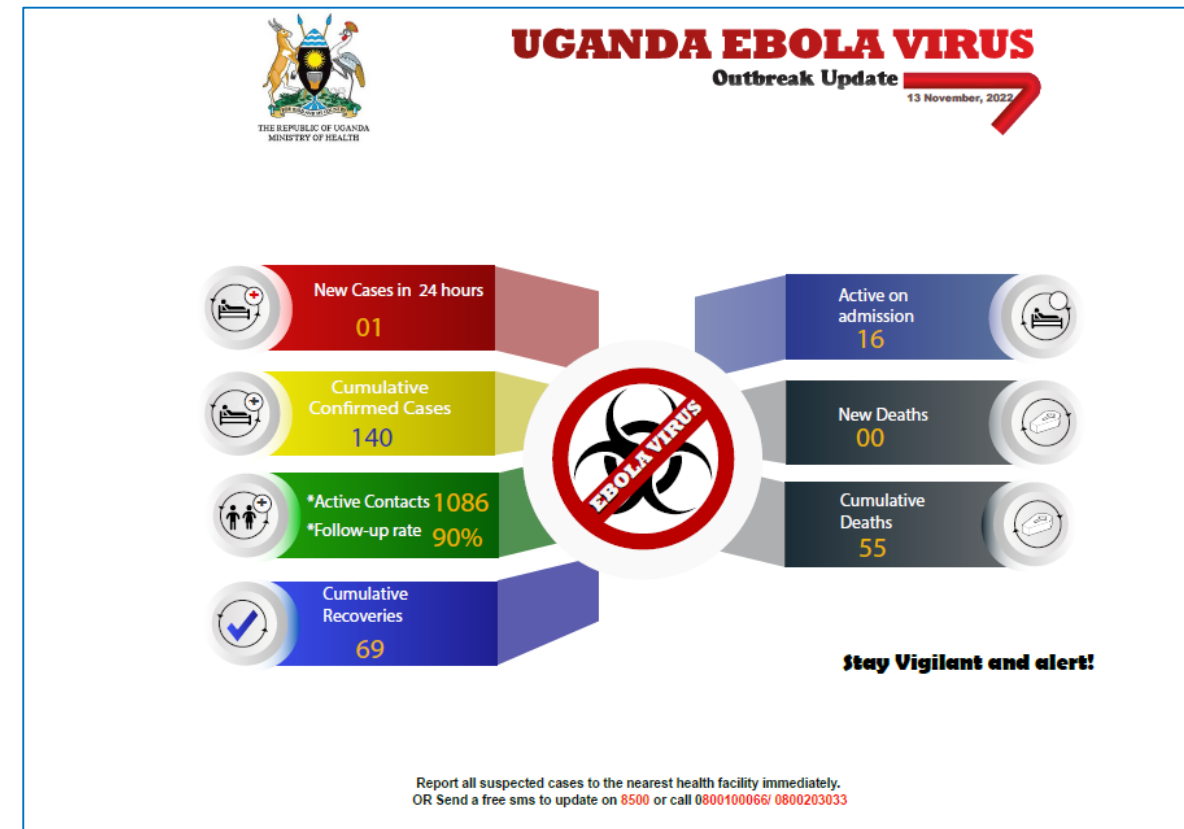 THE REPUBLIC OF UGANDA
MINISTRY OF HEALTH
UGANDA EBOLA VIRUS
Outbreak Update
13 November, 2022
New Cases in 24 hours
01
Cumulative
Confirmed Cases
140
*Active Contacts 1086
*Follow-up rate 90%
Cumulative
Recoveries
69
EBOLA VIRUS
Active on
admission
16
New Deaths
00
Cumulative
Deaths
55
Stay Vigilant and alert!
Report all suspected cases to the nearest health facility immediately.
OR Send a free sms to update on 8500 or call 0800100066/ 0800203033